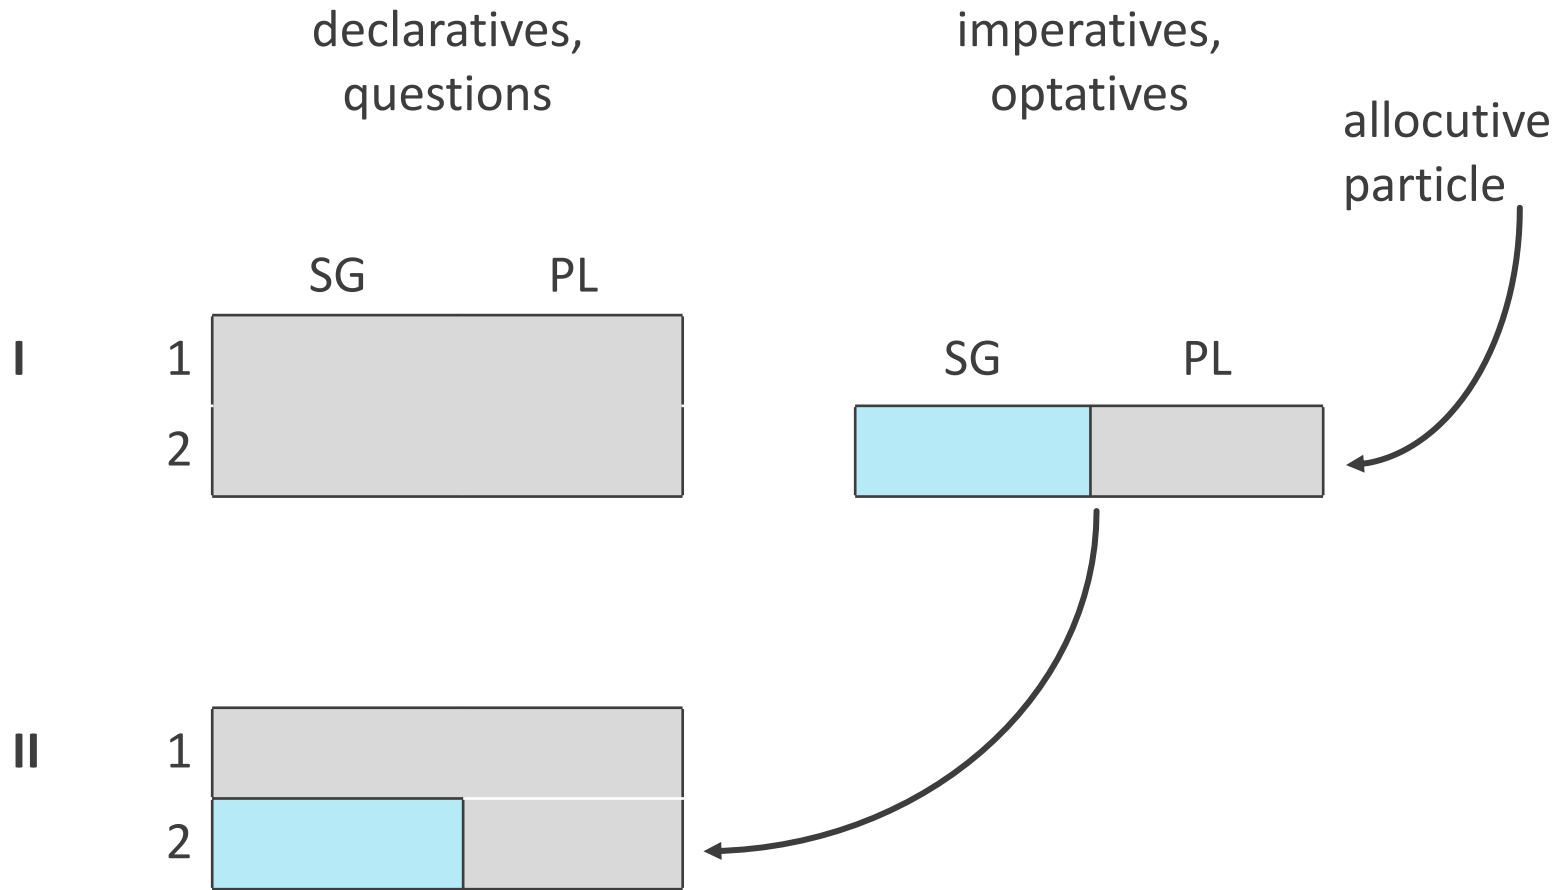 declaratives,
questions
imperatives,
optatives
allocutive
particle
SG PL
I 1
2
SG PL
II 1
2